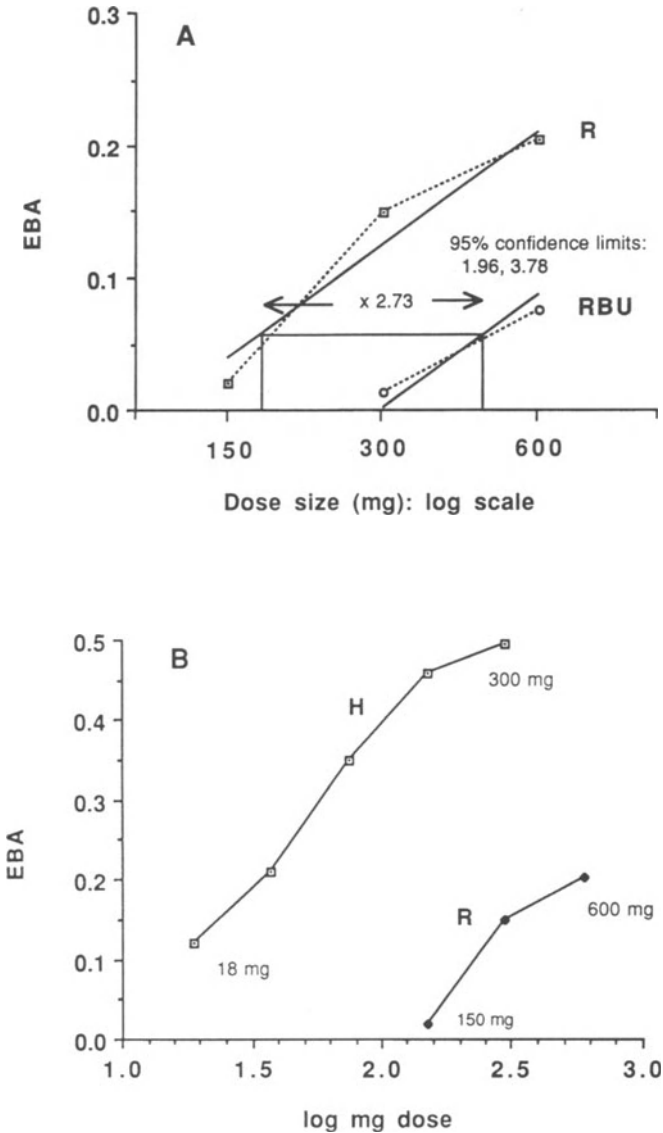 0.3
A
0.2
R
EBA
95% confidence limits:
1.96, 3.78
x 2.73
RBU
0.1
0.0
150
300
600
Dose size (mg): log scale
0.5
B
300 mg
0.4
H
0.3
EBA
0.2
R
600 mg
0.1
18 mg
150 mg
0.0
1.0
1.5
2.0
2.5
3.0
log mg dose